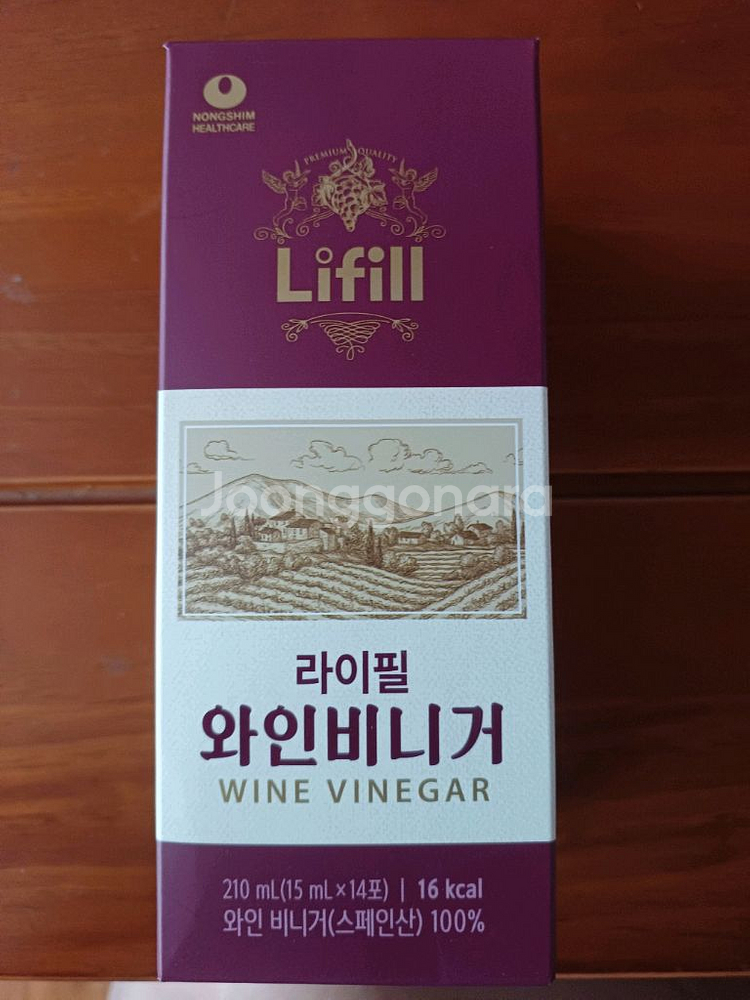 NONGSHIM
HEALTHCARE
PREMIUM QUALITY
Lifill
Joonggonara
라이필
와인비니거
WINE VINEGAR
210 mL(15 mL×14포) | 16 kcal
와인 비니거(스페인산) 100%